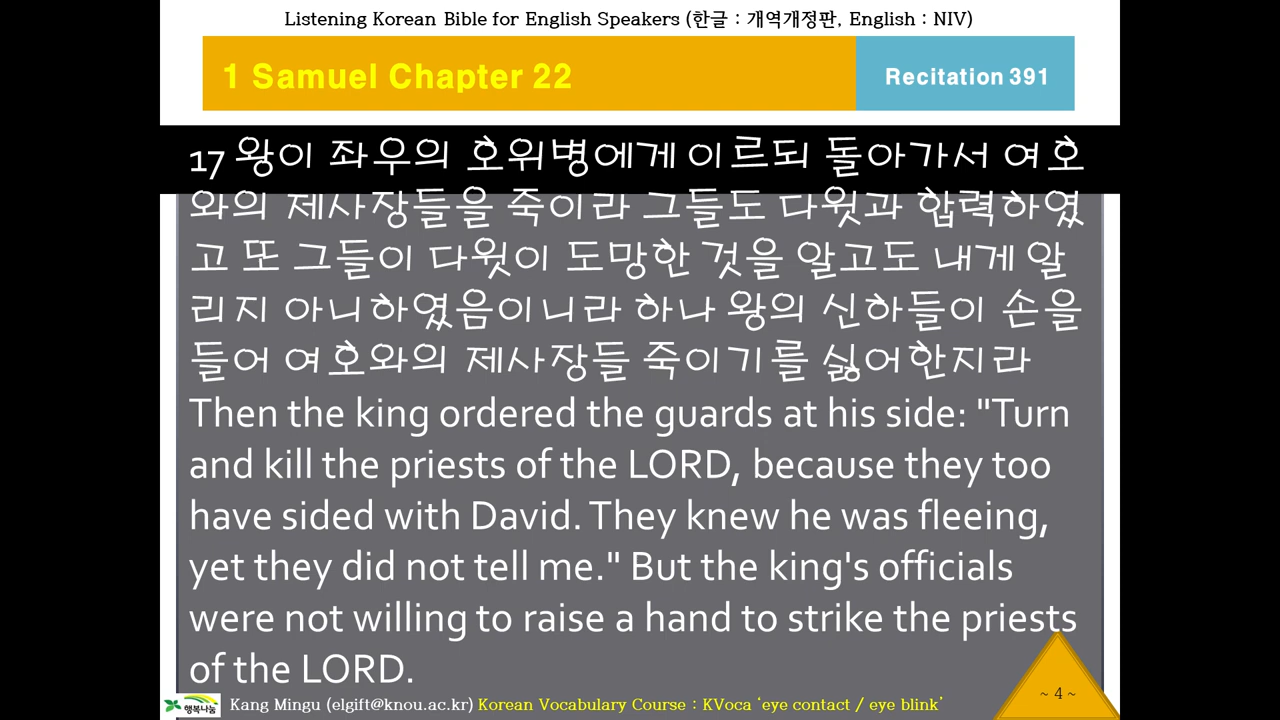 Listening Korean Bible for English Speakers (한글 : 개역개정판, English : NIV)
1 Samuel Chapter 22
Recitation 391
17 왕이 좌우의 호위병에게 이르되 돌아가서 여호
와의 제사장들을 죽이라 그들도 다윗과 합력하였
고 또 그들이 다윗이 도망한 것을 알고도 내게 알
리지 아니하였음이니라 하나 왕의 신하들이 손을
들어 여호와의 제사장들 죽이기를 싫어한지라
Then the king ordered the guards at his side: "Turn
and kill the priests of the LORD, because they too
have sided with David. They knew he was fleeing,
yet they did not tell me." But the king's officials
were not willing to raise a hand to strike the priests
of the LORD.
행복나눔
Kang Mingu (elgift@knou.ac.kr) Korean Vocabulary Course : KVoca ‘eye contact / eye blink’
~ 4 ~